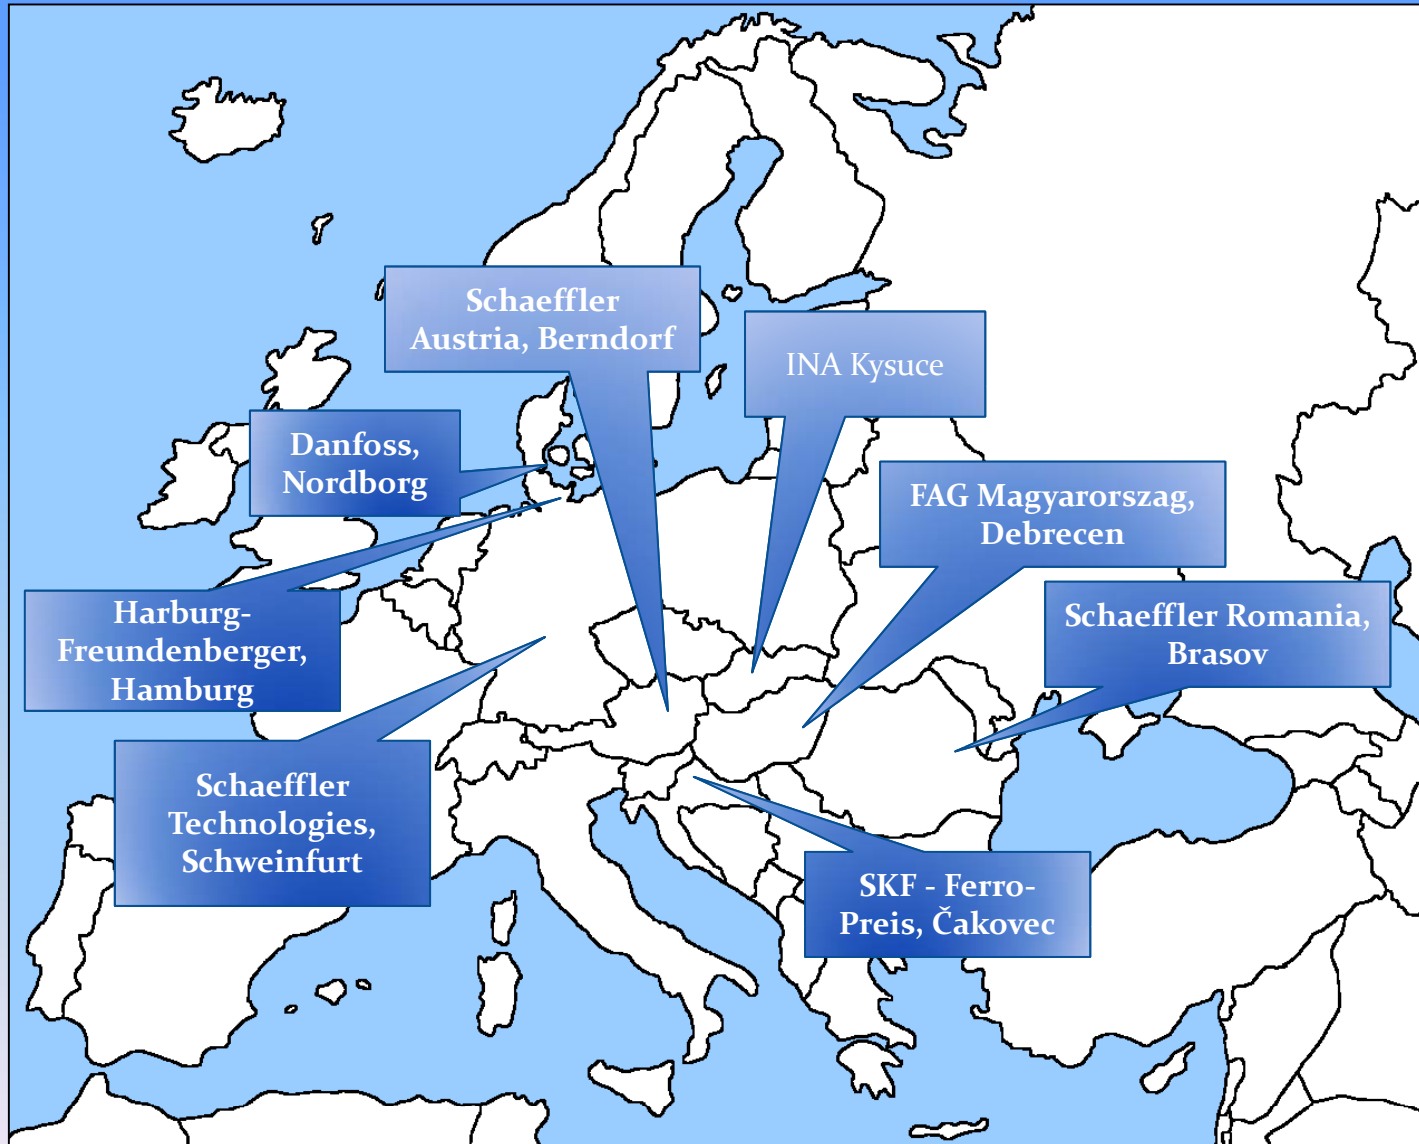 Schaeffler
Austria, Berndorf
INA Kysuce
Danfoss,
Nordborg
FAG Magyarorszag,
Debrecen
Harburg-
Freundenberger,
Hamburg
Schaeffler Romania,
Brasov
Schaeffler
Technologies,
Schweinfurt
SKF - Ferro-
Preis, Čakovec